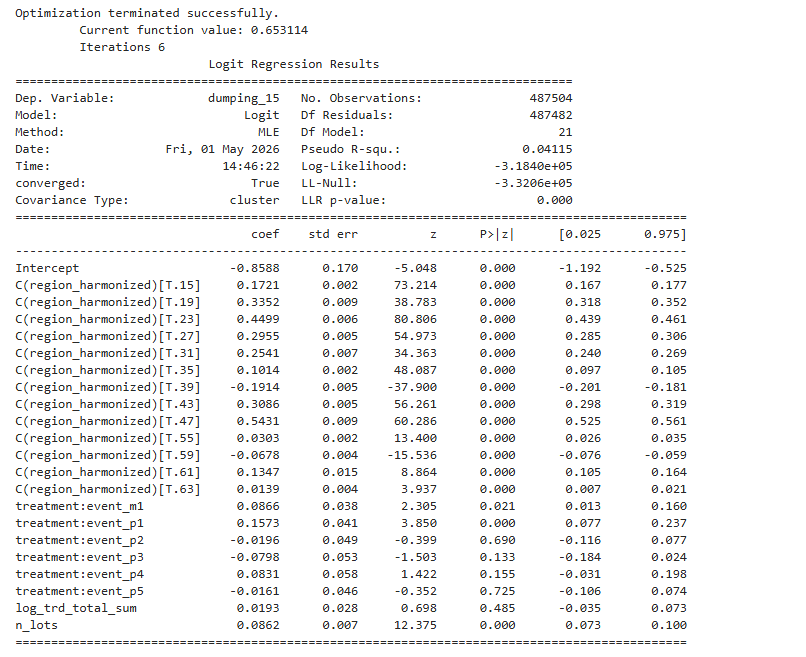 Optimization terminated successfully.
         Current function value: 0.653114
         Iterations 6
                           Logit Regression Results
==============================================================================
Dep. Variable:             dumping_15   No. Observations:               487504
Model:                          Logit   Df Residuals:                   487482
Method:                           MLE   Df Model:                           21
Date:                Fri, 01 May 2026   Pseudo R-squ.:                 0.04115
Time:                        14:46:22   Log-Likelihood:            -3.1840e+05
converged:                       True   LL-Null:                   -3.3206e+05
Covariance Type:              cluster   LLR p-value:                     0.000
==============================================================================================
                                 coef    std err          z      P>|z|      [0.025      0.975]
----------------------------------------------------------------------------------------------
Intercept                     -0.8588      0.170     -5.048      0.000      -1.192      -0.525
C(region_harmonized)[T.15]     0.1721      0.002     73.214      0.000       0.167       0.177
C(region_harmonized)[T.19]     0.3352      0.009     38.783      0.000       0.318       0.352
C(region_harmonized)[T.23]     0.4499      0.006     80.806      0.000       0.439       0.461
C(region_harmonized)[T.27]     0.2955      0.005     54.973      0.000       0.285       0.306
C(region_harmonized)[T.31]     0.2541      0.007     34.363      0.000       0.240       0.269
C(region_harmonized)[T.35]     0.1014      0.002     48.087      0.000       0.097       0.105
C(region_harmonized)[T.39]    -0.1914      0.005    -37.900      0.000      -0.201      -0.181
C(region_harmonized)[T.43]     0.3086      0.005     56.261      0.000       0.298       0.319
C(region_harmonized)[T.47]     0.5431      0.009     60.286      0.000       0.525       0.561
C(region_harmonized)[T.55]     0.0303      0.002     13.400      0.000       0.026       0.035
C(region_harmonized)[T.59]    -0.0678      0.004    -15.536      0.000      -0.076      -0.059
C(region_harmonized)[T.61]     0.1347      0.015      8.864      0.000       0.105       0.164
C(region_harmonized)[T.63]     0.0139      0.004      3.937      0.000       0.007       0.021
treatment:event_m1             0.0866      0.038      2.305      0.021       0.013       0.160
treatment:event_p1             0.1573      0.041      3.850      0.000       0.077       0.237
treatment:event_p2            -0.0196      0.049     -0.399      0.690      -0.116       0.077
treatment:event_p3            -0.0798      0.053     -1.503      0.133      -0.184       0.024
treatment:event_p4             0.0831      0.058      1.422      0.155      -0.031       0.198
treatment:event_p5            -0.0161      0.046     -0.352      0.725      -0.106       0.074
log_trd_total_sum              0.0193      0.028      0.698      0.485      -0.035       0.073
n_lots                         0.0862      0.007     12.375      0.000       0.073       0.100
==============================================================================================